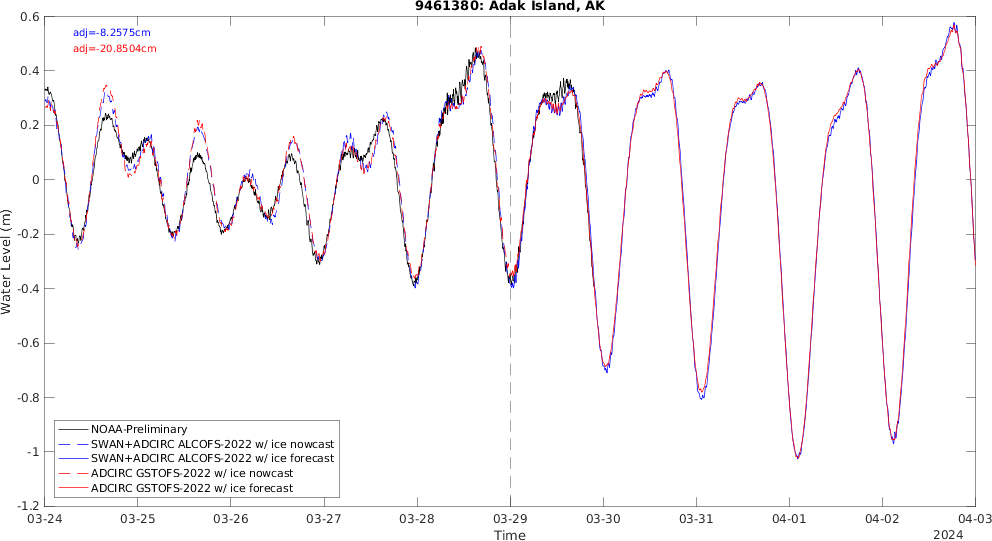 9461380: Adak Island, AK
adj=-8.2575cm
adj=-20.8504cm
0.6
0.4
0.2
0
-0.2
-0.4
-0.6
-0.8
-1
-1.2
Water Level (m)
NOAA-Preliminary
SWAN+ADCIRC ALCOFS-2022 w/ ice nowcast
SWAN+ADCIRC ALCOFS-2022 w/ ice forecast
ADCIRC GSTOFS-2022 w/ ice nowcast
ADCIRC GSTOFS-2022 w/ ice forecast
03-24 03-25 03-26 03-27 03-28 03-29 03-30 03-31 04-01 04-02 04-03
Time
2024